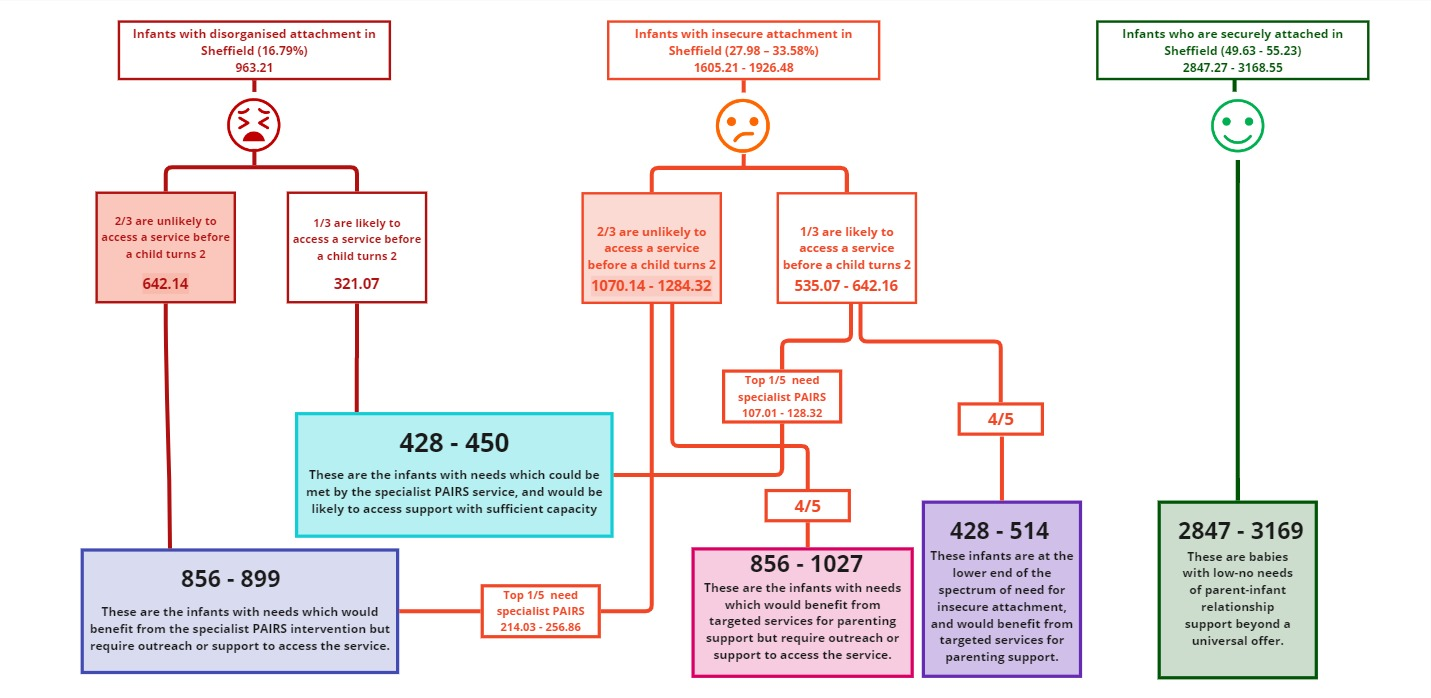 Infants with disorganised attachment in
Sheffield (16.79%)
963.21
Infants with insecure attachment in
Sheffield (27.98 – 33.58%)
1605.21 - 1926.48
Infants who are securely attached in
Sheffield (49.63 - 55.23)
2847.27 - 3168.55
2/3 are unlikely to
access a service before
a child turns 2
642.14
1/3 are likely to
access a service before
a child turns 2
321.07
2/3 are unlikely to
access a service
before a child turns 2
1070.14 - 1284.32
1/3 are likely to
access a service
before a child turns 2
535.07 - 642.16
Top 1/5 need
specialist PAIRS
107.01 - 128.32
4/5
428 - 450
These are the infants with needs which could be
met by the specialist PAIRS service, and would be
likely to access support with sufficient capacity
4/5
856 - 899
These are the infants with needs which would
benefit from the specialist PAIRS intervention but
require outreach or support to access the service.
Top 1/5 need
specialist PAIRS
214.03 - 256.86
856 - 1027
These are the infants with needs
which would benefit from
targeted services for parenting
support but require outreach or
support to access the service.
428 - 514
These infants are at the
lower end of the
spectrum of need for
insecure attachment,
and would benefit from
targeted services for
parenting support.
2847 - 3169
These are babies
with low-no needs
of parent-infant
relationship
support beyond a
universal offer.